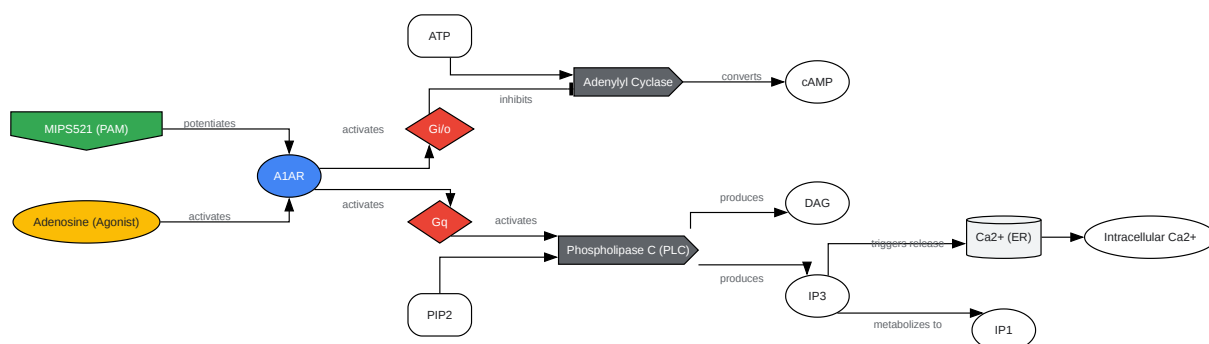 ATP
Adenylyl Cyclase
converts
cAMP
inhibits
MIPS521 (PAM)
potentiates
activates
Gi/o
A1AR
Adenosine (Agonist)
activates
activates
Gq
activates
Phospholipase C (PLC)
produces
DAG
triggers release
Ca2+ (ER)
Intracellular Ca2+
produces
IP3
PIP2
metabolizes to
IP1